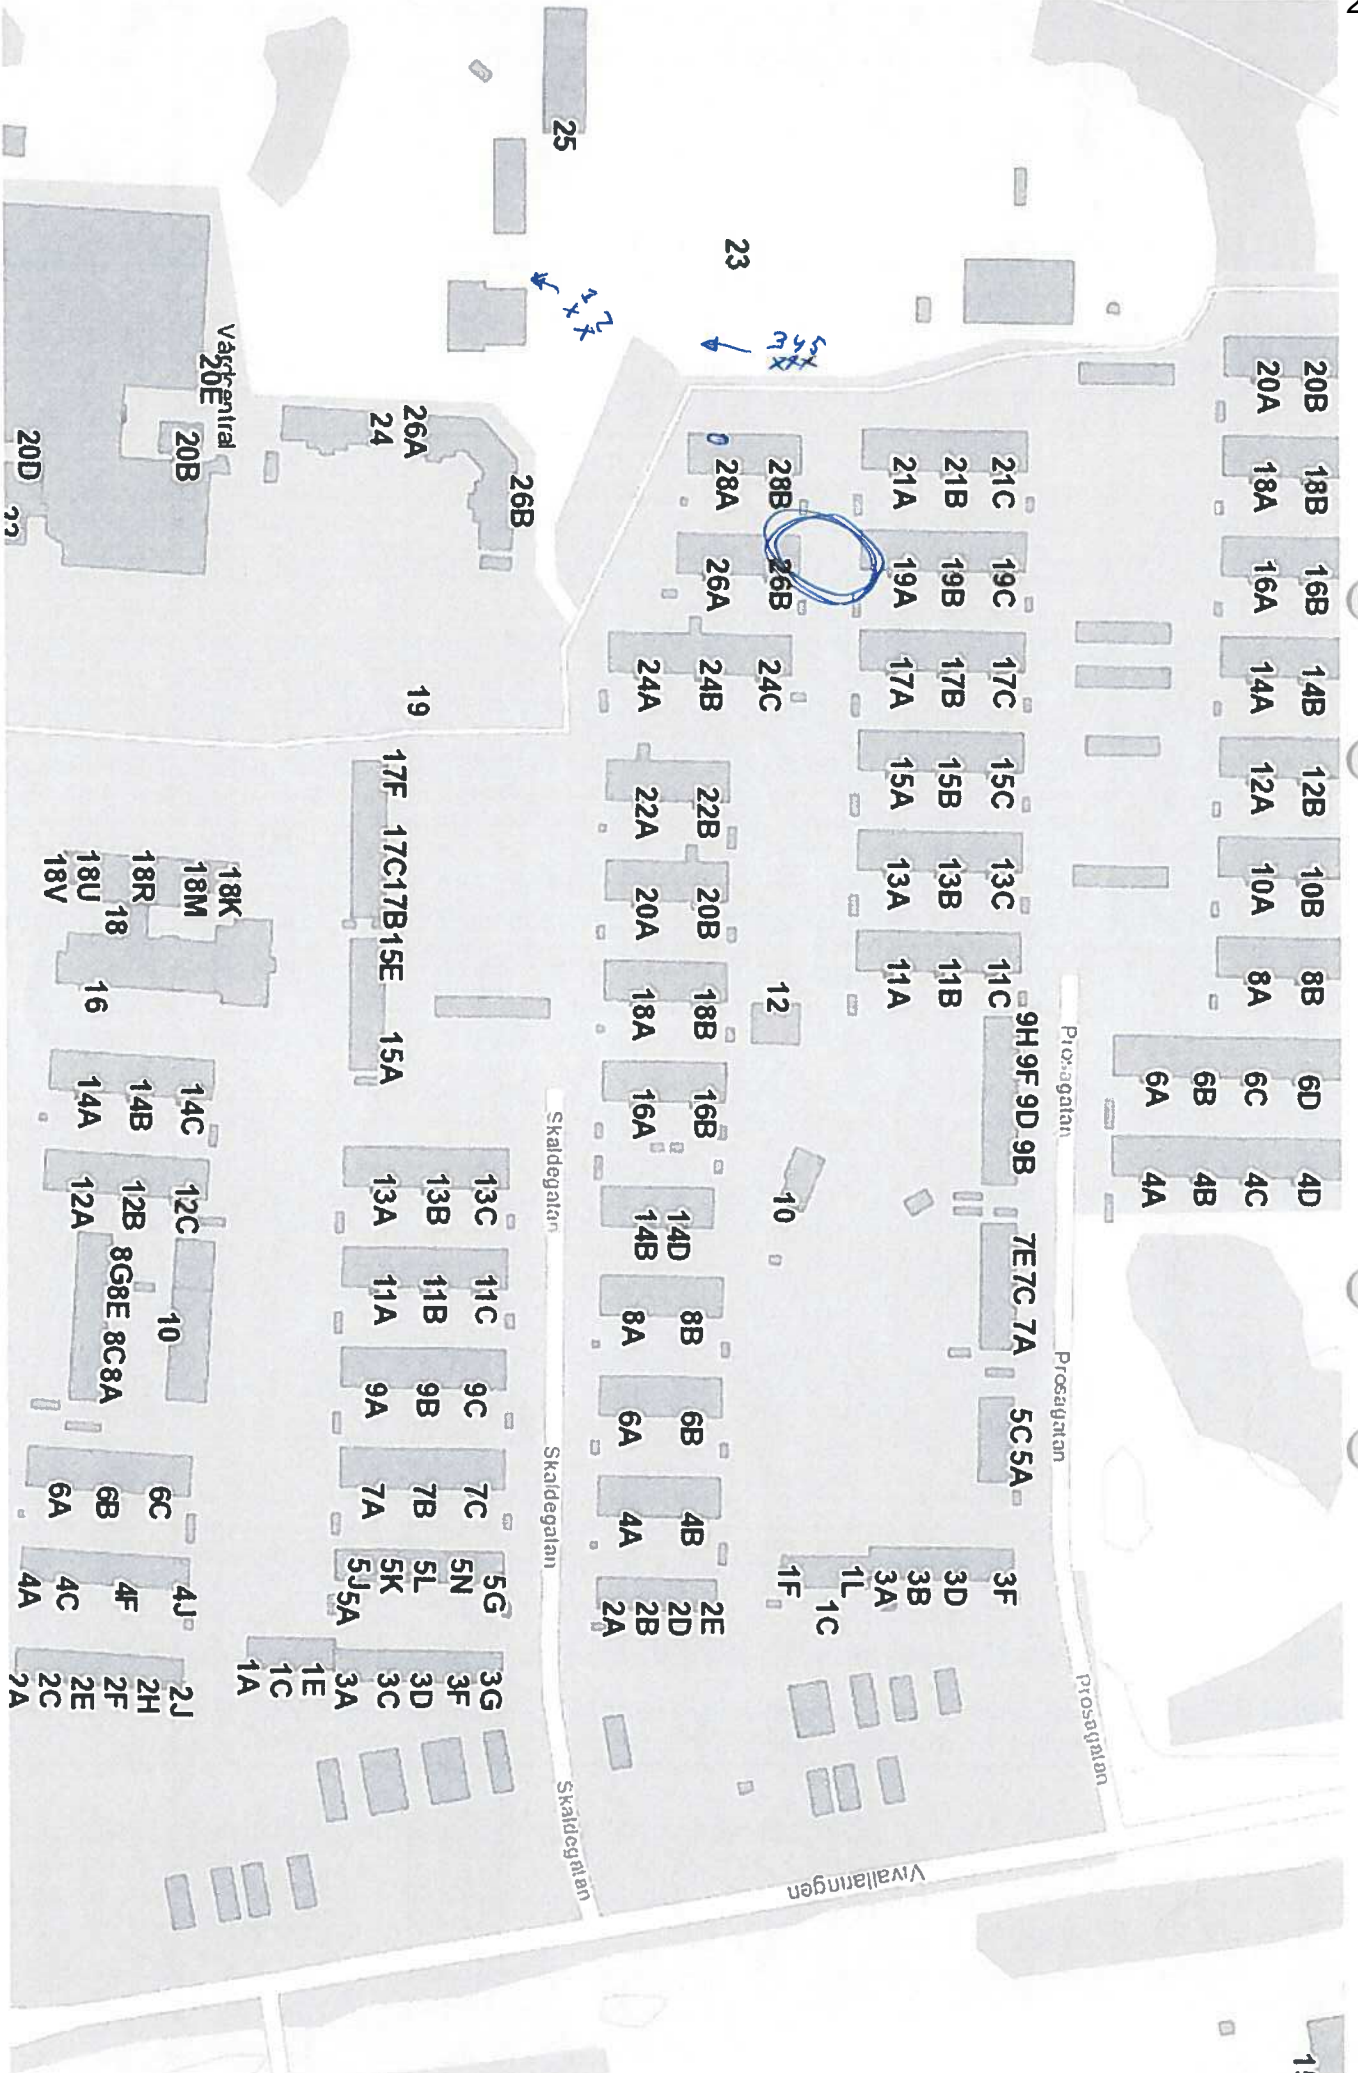 2
25
23
1 2
x x
3 4 5
x x x
20B
20A
18B
18A
16B
16A
14B
14A
12B
12A
10B
10A
8B
8A
6D
6C
6B
6A
4D
4C
4B
4A
Vårdcentral
20E
20B
20D
22
24
26A
26B
28B
28A
26B
26A
24C
24B
24A
22B
22A
20B
20A
18B
18A
16B
16A
14D
14B
8B
8A
6B
6A
4B
4A
2E
2D
2B
2A
21C
21B
21A
19C
19B
19A
17C
17B
17A
15C
15B
15A
13C
13B
13A
11C
11B
11A
9H 9F 9D 9B
7E 7C 7A
5C 5A
3F
3D
3B
3A
1L
1C
1F
12
10
Prosagatan
Prosagatan
Prosagatan
19
17F 17C 17B 15E 15A
18K
18M
18R
18U
18V
18
16
14C
14B
14A
12C
12B
12A
10
8G 8E 8C 8A
6C
6B
6A
4J
4F
4C
4A
2J
2H
2F
2E
2C
2A
13C
13B
13A
11C
11B
11A
9C
9B
9A
7C
7B
7A
5G
5N
5L
5K
5J
5A
3G
3F
3D
3C
3A
1E
1C
1A
Skaldegatan
Skaldegatan
Skaldegatan
Vivallaringen